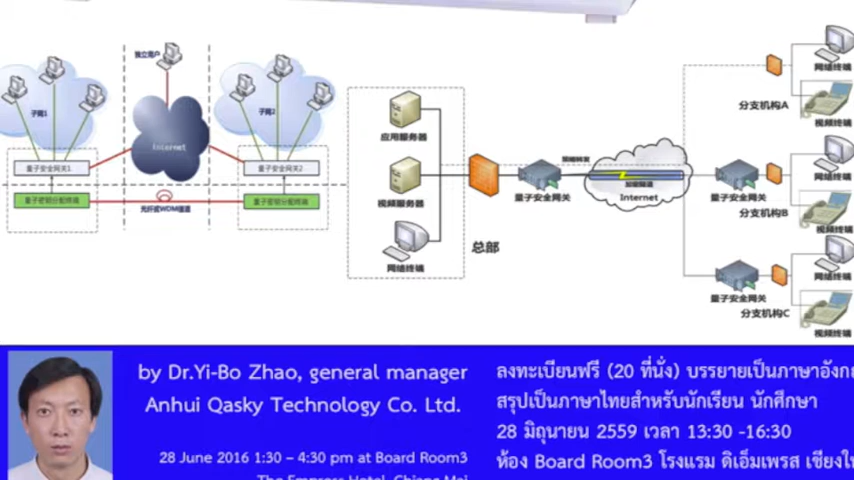 独立用户
子网1
子网2
Internet
量子安全网关1
量子安全网关2
量子密钥分配终端
量子密钥分配终端
光纤或WDM信道
应用服务器
视频服务器
网络终端
总部
量子安全网关
加密隧道
Internet
网络终端
分支机构A
视频终端
网络终端
量子安全网关
分支机构B
视频终端
网络终端
量子安全网关
分支机构C
视频终端
by Dr.Yi-Bo Zhao, general manager
Anhui Qasky Technology Co. Ltd.
28 June 2016 1:30 – 4:30 pm at Board Room3
The Empress Hotel, Chiang Mai
ลงทะเบียนฟรี (20 ที่นั่ง) บรรยายเป็นภาษาอังก
สรุปเป็นภาษาไทยสำหรับนักเรียน นักศึกษา
28 มิถุนายน 2559 เวลา 13:30 -16:30
ห้อง Board Room3 โรงแรม ดิเอ็มเพรส เชียงให